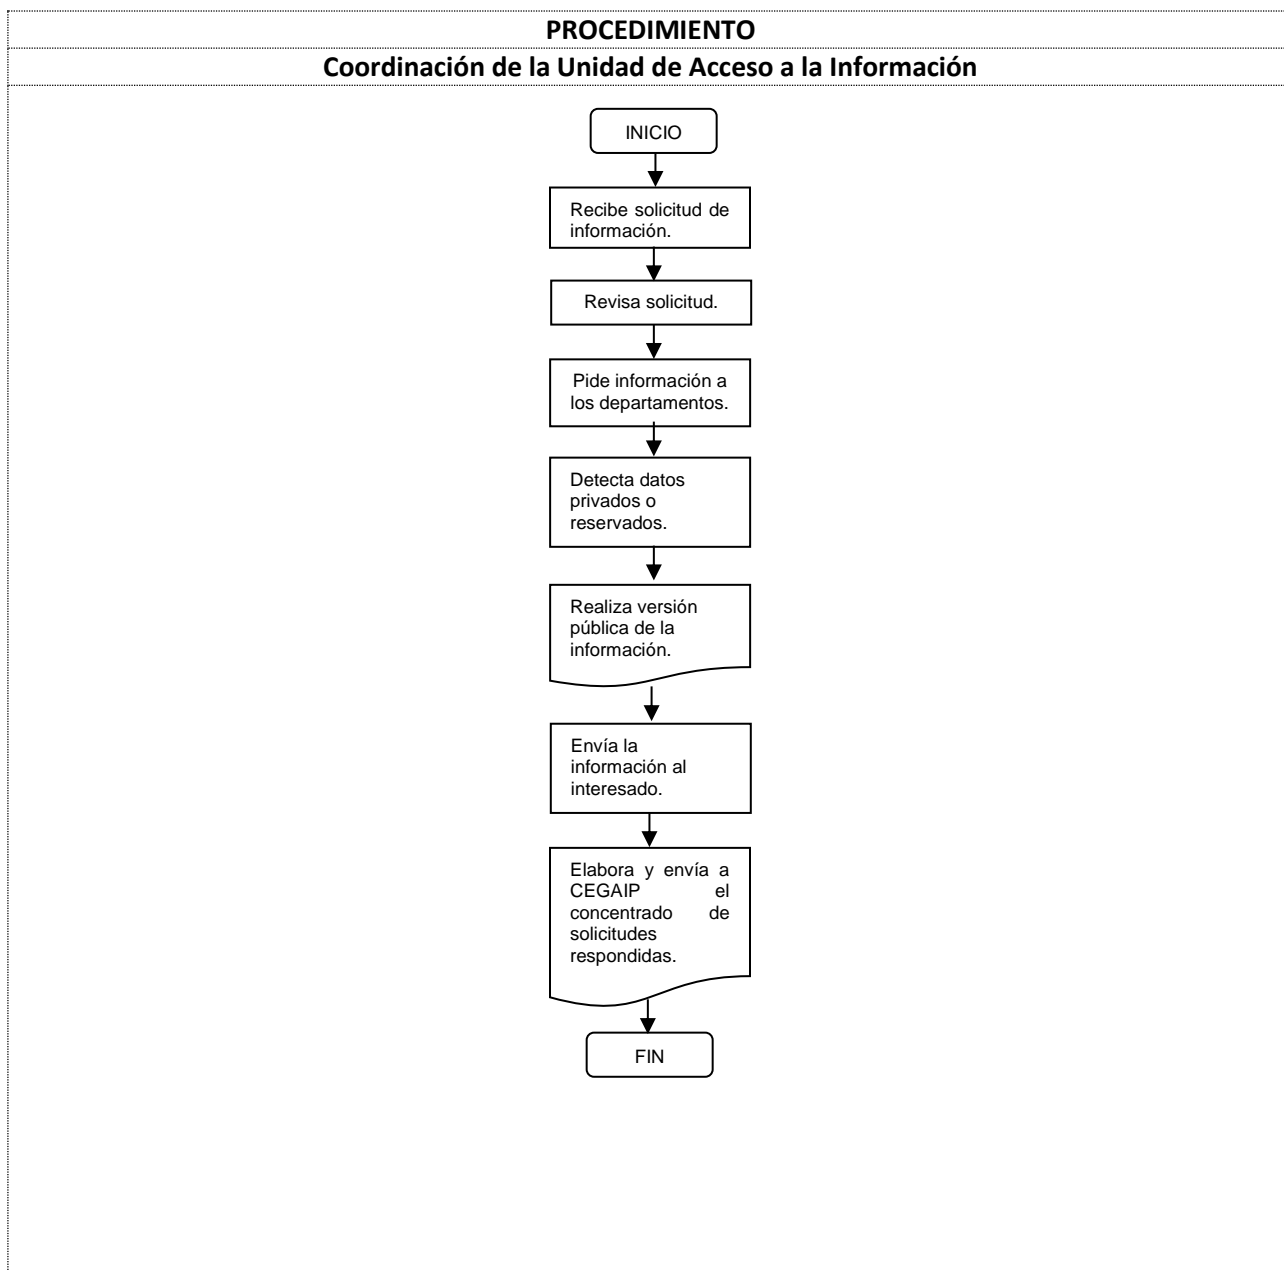 PROCEDIMIENTO
Coordinación de la Unidad de Acceso a la Información
INICIO
Recibe solicitud de
información.
Revisa solicitud.
Pide información a
los departamentos.
Detecta datos
privados o
reservados.
Realiza versión
pública de la
información.
Envía la
información al
interesado.
Elabora y envía a
CEGAIP el
concentrado de
solicitudes
respondidas.
FIN